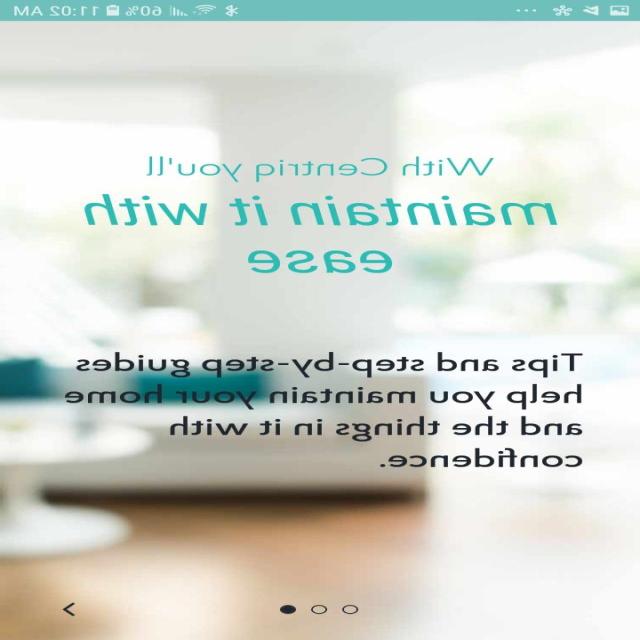 60% 11:02 AM
With Centriq you'll
maintain it with
ease
Tips and step-by-step guides
help you maintain your home
and the things in it with
confidence.